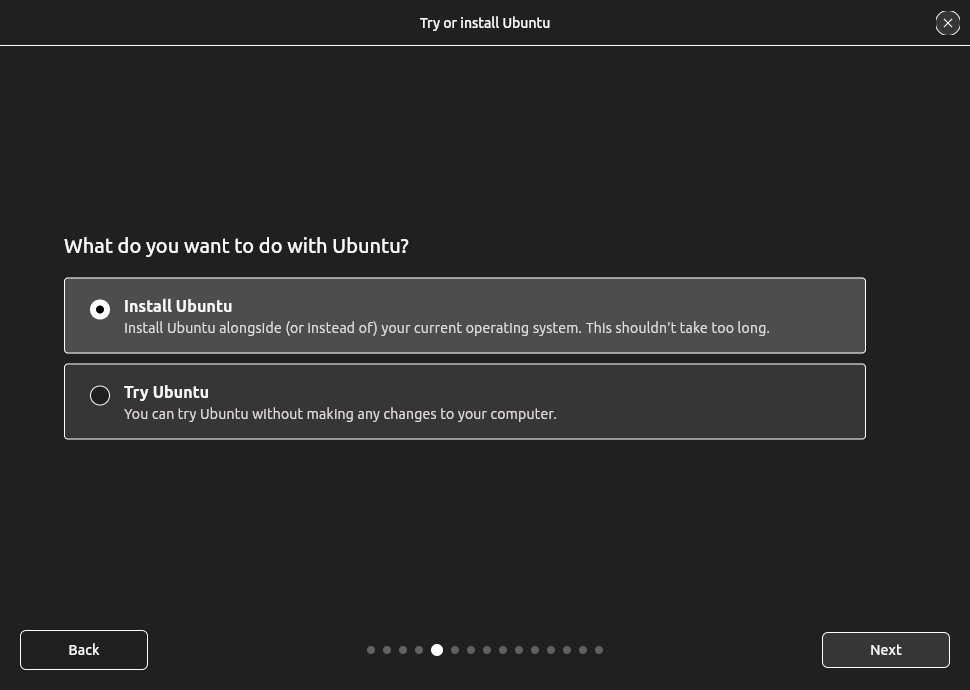 Try or install Ubuntu
What do you want to do with Ubuntu?
Install Ubuntu
Install Ubuntu alongside (or instead of) your current operating system. This shouldn't take too long.
Try Ubuntu
You can try Ubuntu without making any changes to your computer.
Back
Next